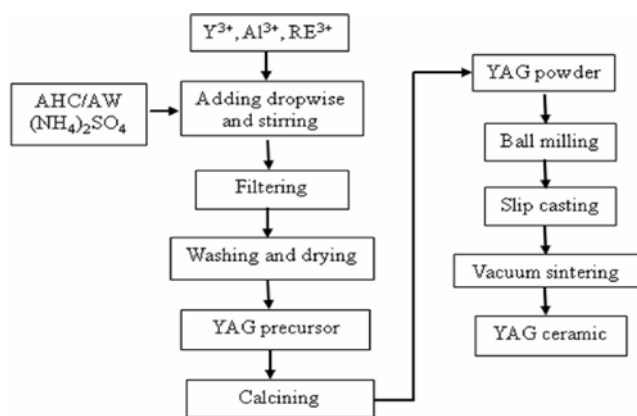 Y³⁺, Al³⁺, RE³⁺
AHC/AW
(NH₄)₂SO₄
Adding dropwise
and stirring
Filtering
Washing and drying
YAG precursor
Calcining
YAG powder
Ball milling
Slip casting
Vacuum sintering
YAG ceramic